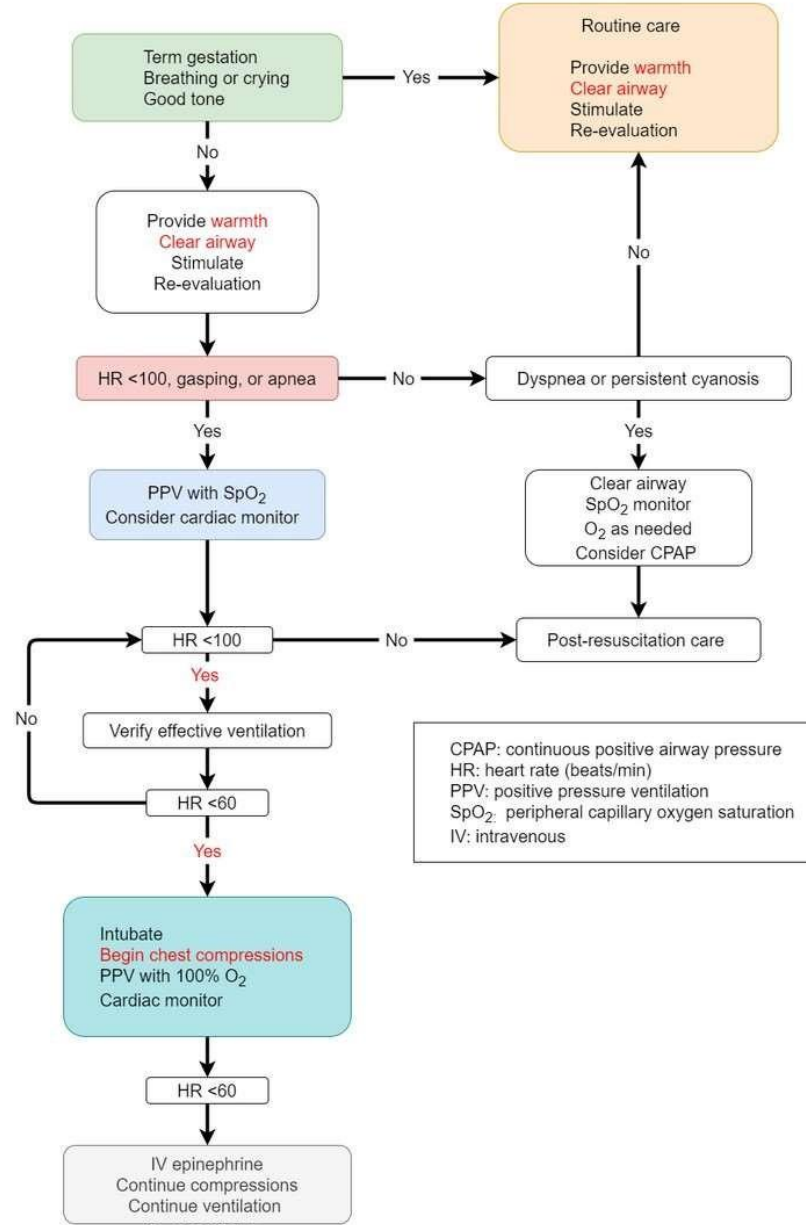 Term gestation
Breathing or crying
Good tone
Yes
Routine care
Provide warmth
Clear airway
Stimulate
Re-evaluation
No
Provide warmth
Clear airway
Stimulate
Re-evaluation
No
HR <100, gasping, or apnea
No
Dyspnea or persistent cyanosis
Yes
Yes
PPV with SpO2
Consider cardiac monitor
Clear airway
SpO2 monitor
O2 as needed
Consider CPAP
HR <100
No
Post-resuscitation care
Yes
No
Verify effective ventilation
HR <60
CPAP: continuous positive airway pressure
HR: heart rate (beats/min)
PPV: positive pressure ventilation
SpO2: peripheral capillary oxygen saturation
IV: intravenous
Yes
Intubate
Begin chest compressions
PPV with 100% O2
Cardiac monitor
HR <60
IV epinephrine
Continue compressions
Continue ventilation